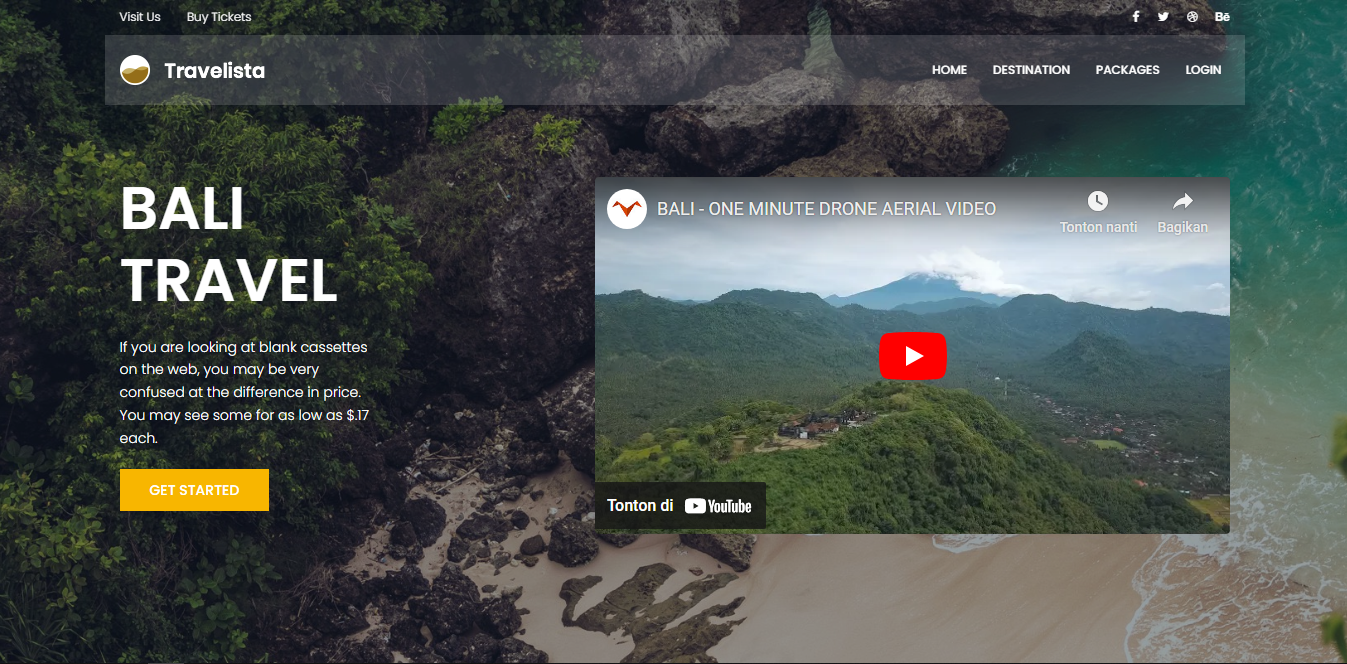 Visit Us Buy Tickets
Bē
Travelista
HOME DESTINATION PACKAGES LOGIN
BALI
TRAVEL
If you are looking at blank cassettes
on the web, you may be very
confused at the difference in price.
You may see some for as low as $.17
each.
GET STARTED
BALI - ONE MINUTE DRONE AERIAL VIDEO
Tonton nanti Bagikan
Tonton di YouTube